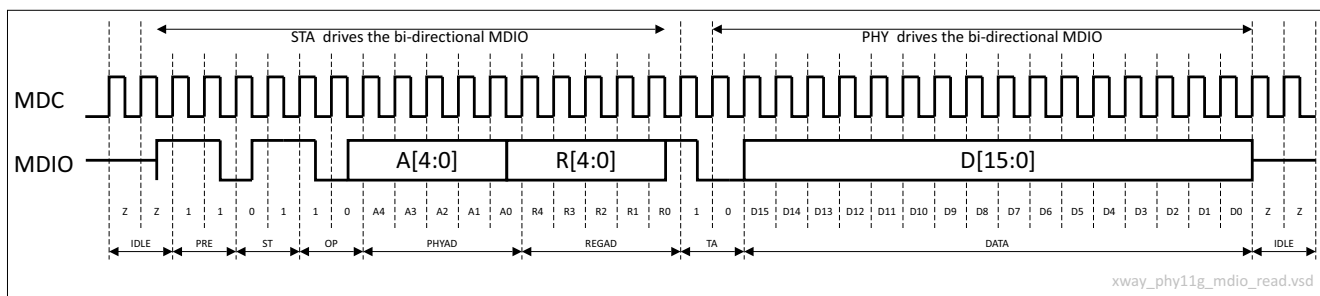 STA drives the bi-directional MDIO PHY drives the bi-directional MDIO
MDC
MDIO A[4:0] R[4:0] D[15:0]
Z Z 1 1 0 1 1 0 A4 A3 A2 A1 A0 R4 R3 R2 R1 R0 1 0 D15 D14 D13 D12 D11 D10 D9 D8 D7 D6 D5 D4 D3 D2 D1 D0 Z Z
IDLE PRE ST OP PHYAD REGAD TA DATA IDLE
xway_phy11g_mdio_read.vsd